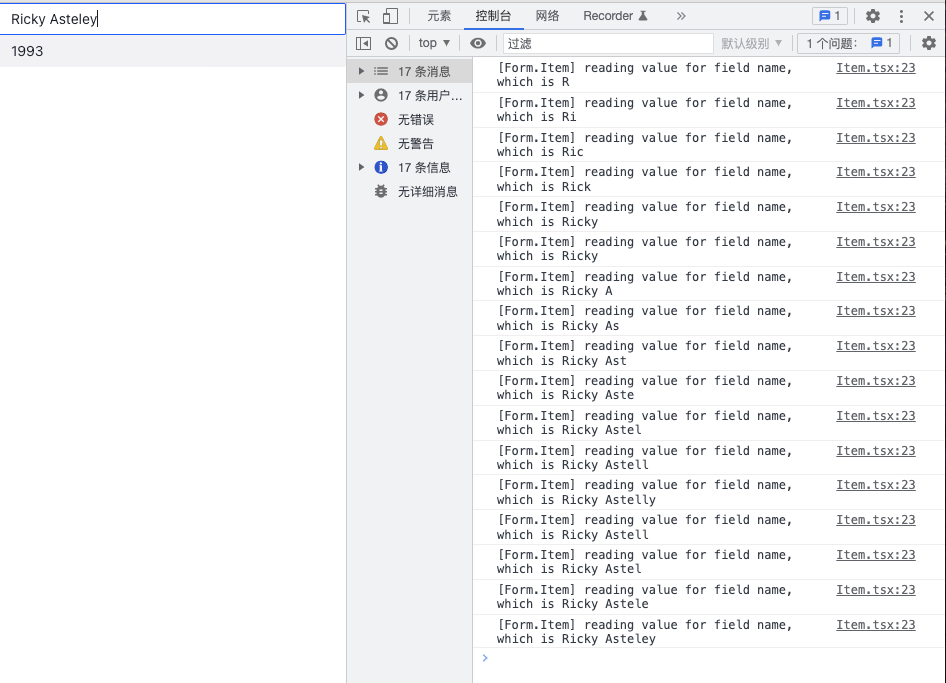 Ricky Asteley
1993
元素
控制台
网络
Recorder
1
top
过滤
默认级别
1 个问题：
1
17 条消息
17 条用户…
无错误
无警告
17 条信息
无详细消息
[Form.Item] reading value for field name, Item.tsx:23
which is R
[Form.Item] reading value for field name, Item.tsx:23
which is Ri
[Form.Item] reading value for field name, Item.tsx:23
which is Ric
[Form.Item] reading value for field name, Item.tsx:23
which is Rick
[Form.Item] reading value for field name, Item.tsx:23
which is Ricky
[Form.Item] reading value for field name, Item.tsx:23
which is Ricky
[Form.Item] reading value for field name, Item.tsx:23
which is Ricky A
[Form.Item] reading value for field name, Item.tsx:23
which is Ricky As
[Form.Item] reading value for field name, Item.tsx:23
which is Ricky Ast
[Form.Item] reading value for field name, Item.tsx:23
which is Ricky Aste
[Form.Item] reading value for field name, Item.tsx:23
which is Ricky Astel
[Form.Item] reading value for field name, Item.tsx:23
which is Ricky Astell
[Form.Item] reading value for field name, Item.tsx:23
which is Ricky Astelly
[Form.Item] reading value for field name, Item.tsx:23
which is Ricky Astell
[Form.Item] reading value for field name, Item.tsx:23
which is Ricky Astel
[Form.Item] reading value for field name, Item.tsx:23
which is Ricky Astele
[Form.Item] reading value for field name, Item.tsx:23
which is Ricky Asteley